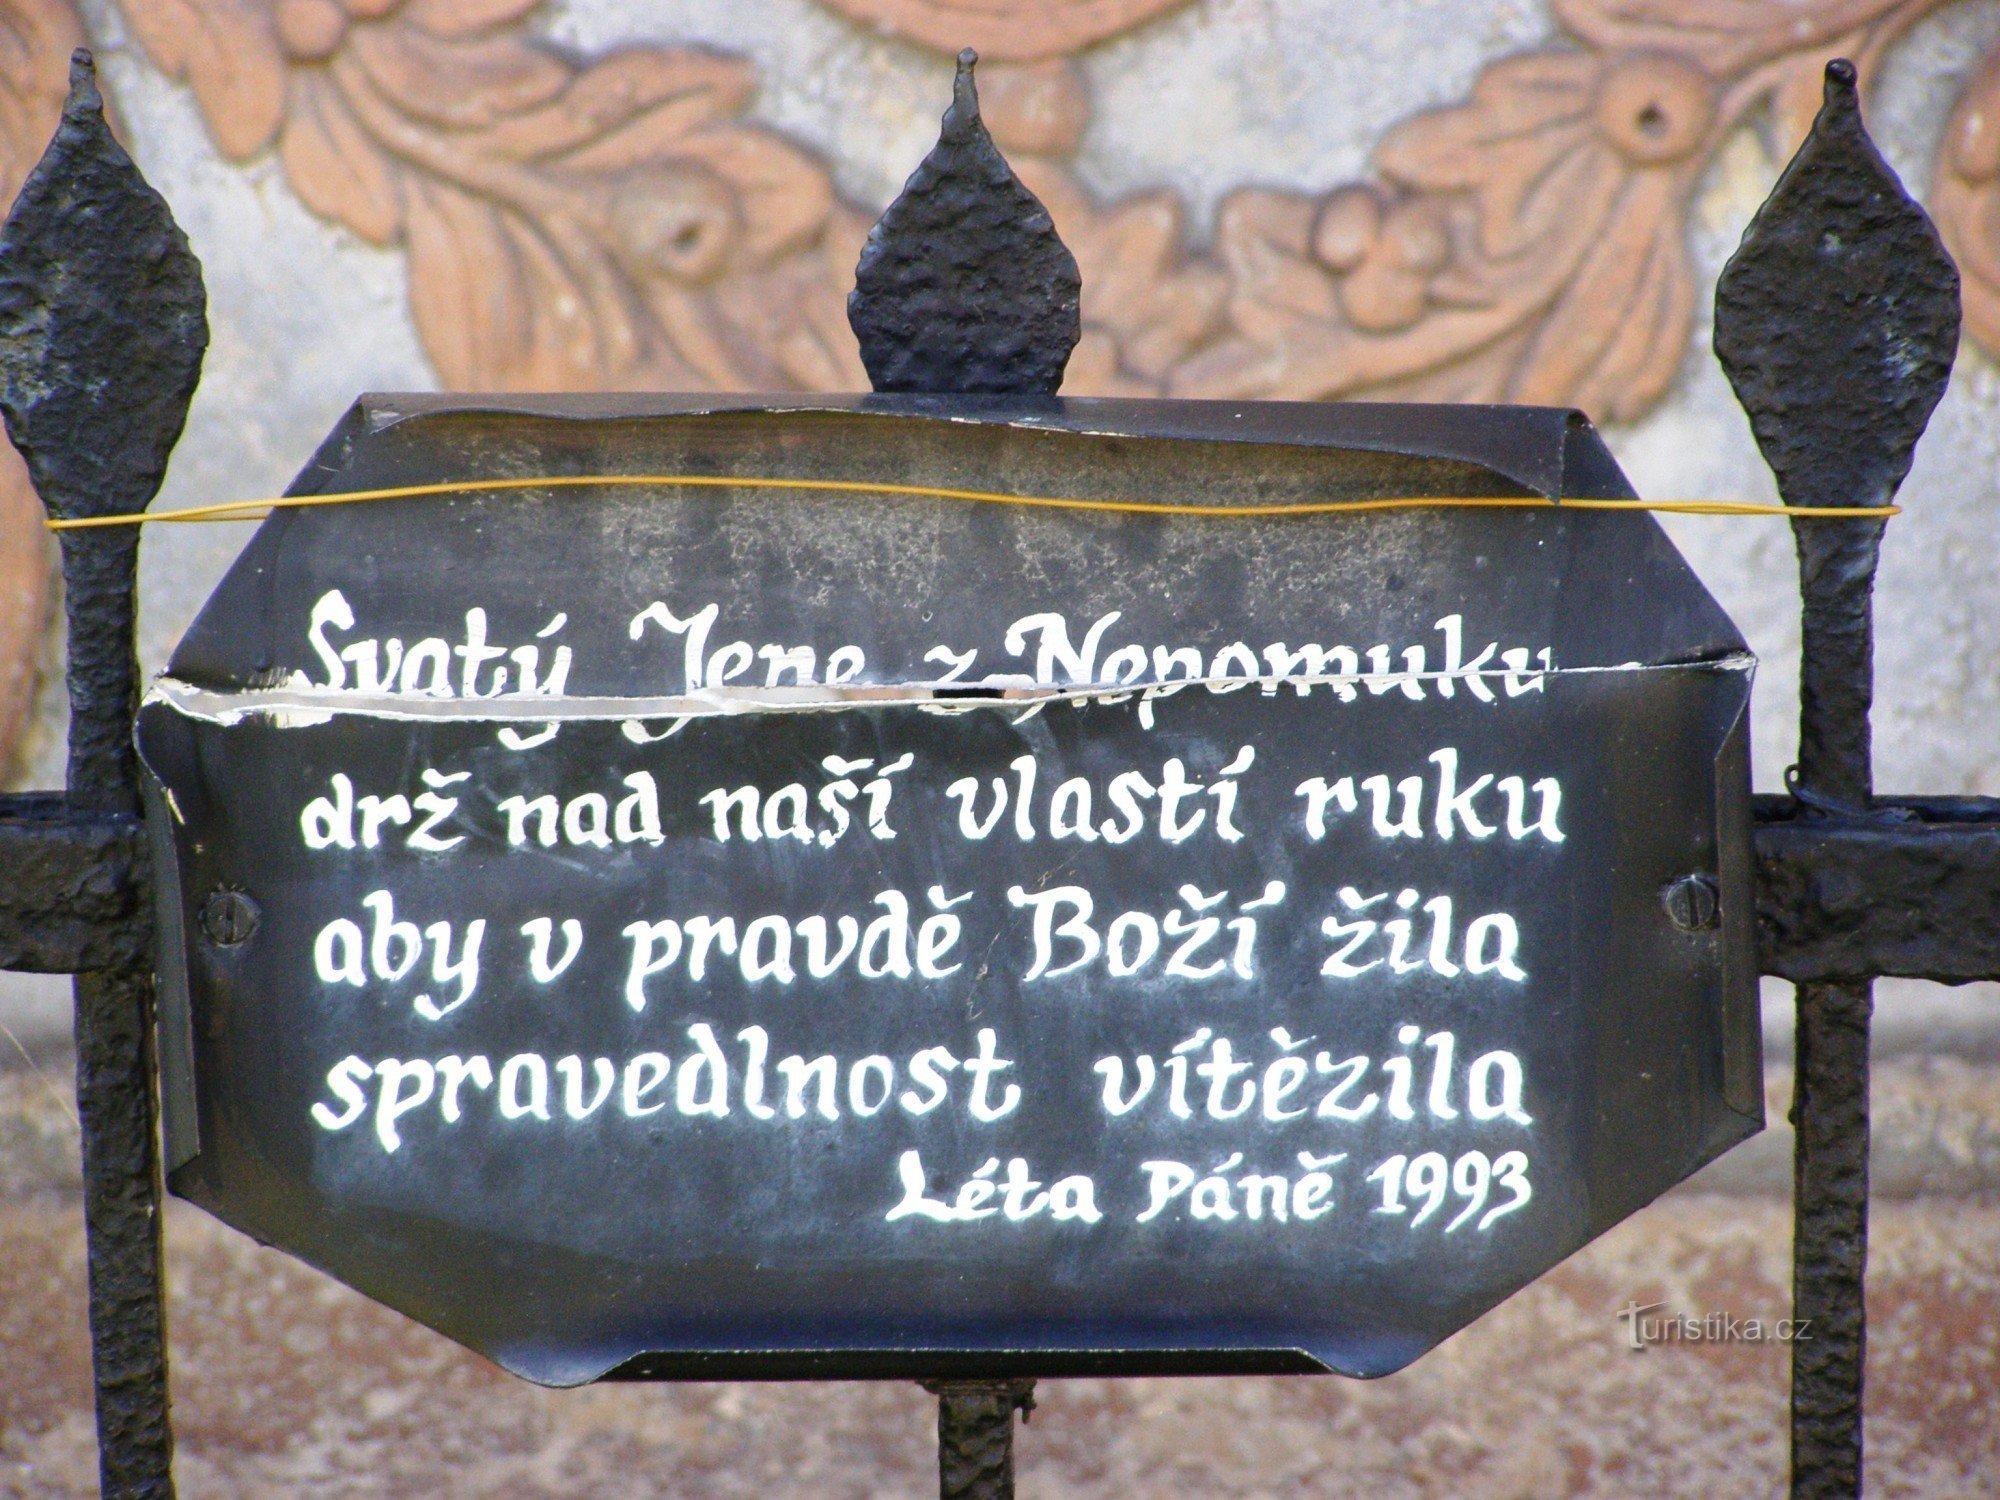 Svatý Jene z Nepomuku
drž nad naší vlastí ruku
aby v pravdě Boží žila
spravedlnost vítězila
Léta Páně 1993
Turistika.cz